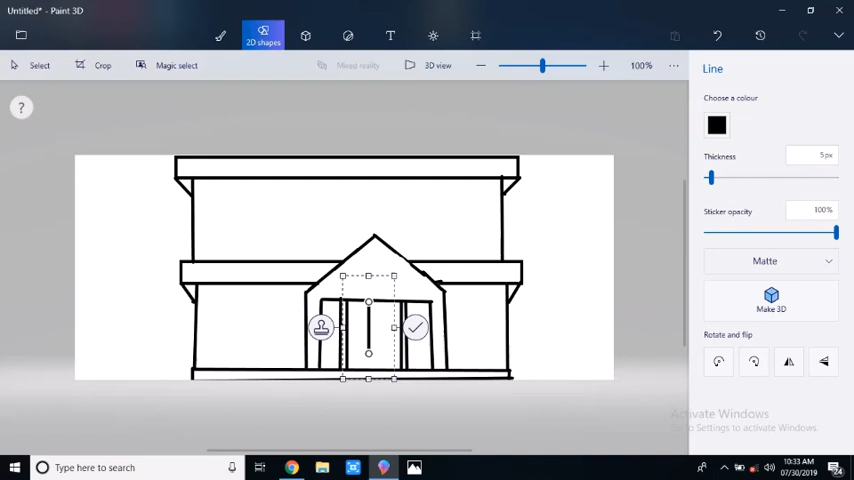 Untitled* - Paint 3D
2D shapes
Select
Crop
Magic select
Mixed reality
3D view
100%
Line
Choose a colour
Thickness
5px
Sticker opacity
100%
Matte
Make 3D
Rotate and flip
Activate Windows
Go to Settings to activate Windows.
?
Type here to search
10:33 AM
07/30/2019
24